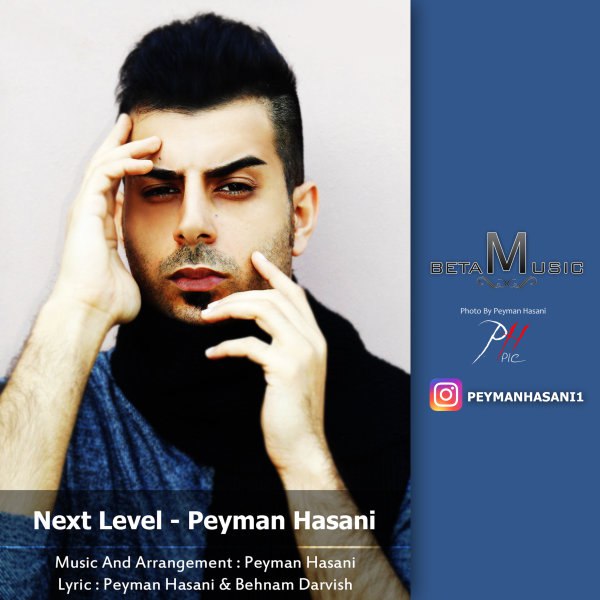 BETA MUSIC
Photo By Peyman Hasani
PH
PIC
PEYMANHASANI1
Next Level - Peyman Hasani
Music And Arrangement : Peyman Hasani
Lyric : Peyman Hasani & Behnam Darvish